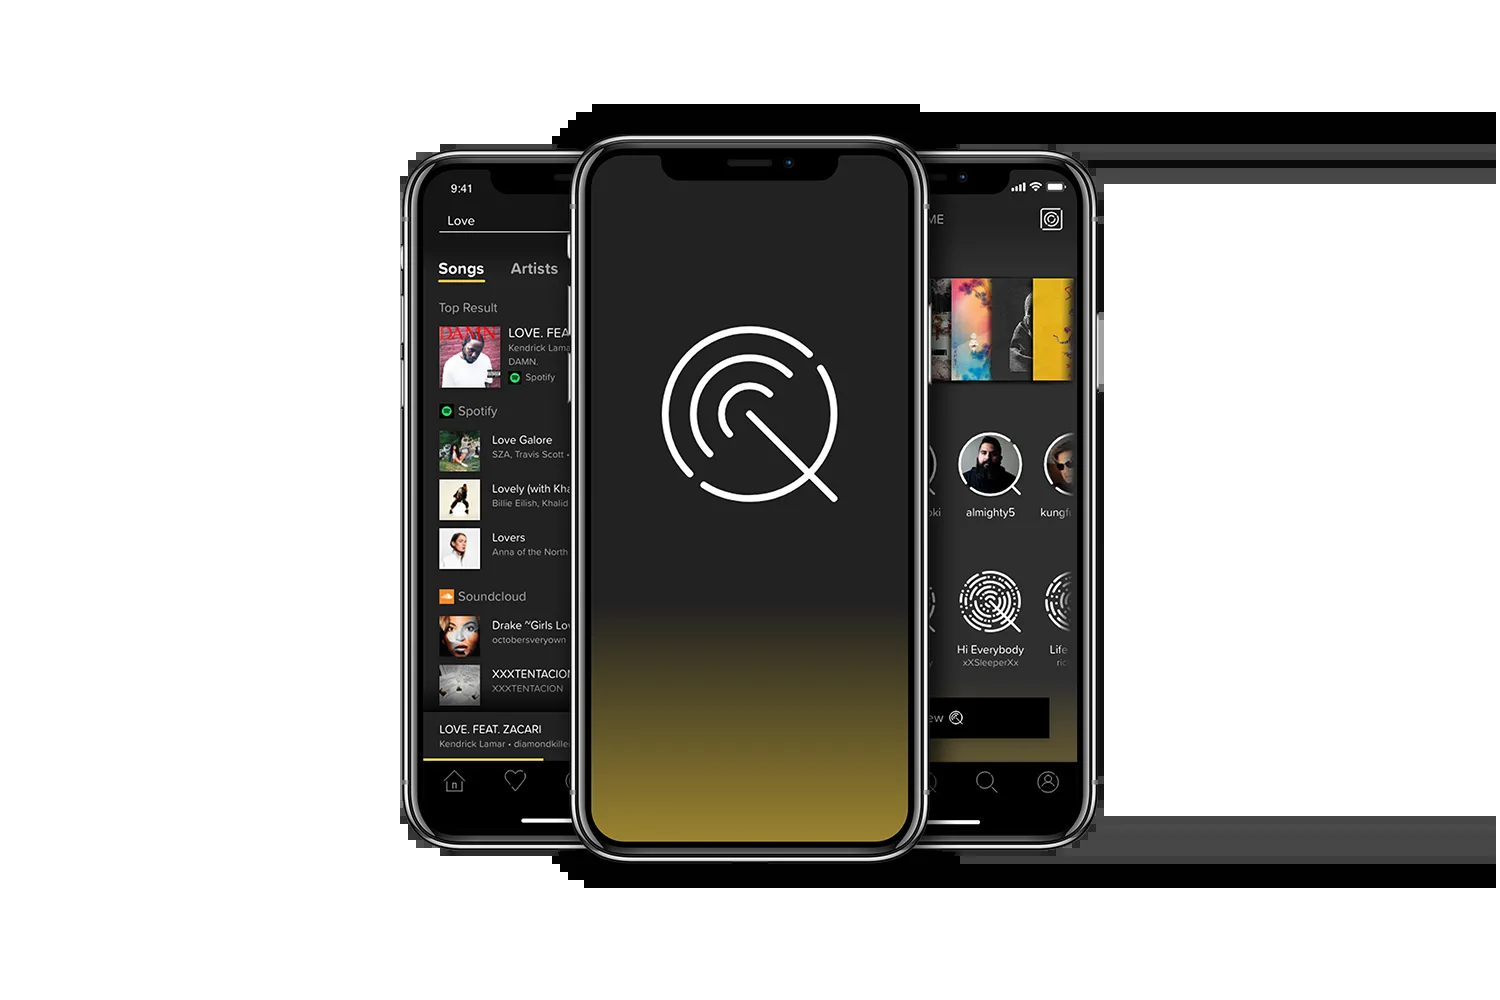 9:41
Love
Songs Artists
Top Result
DAMN.
LOVE. FEA
Kendrick Lama
DAMN.
Spotify
Spotify
Love Galore
SZA, Travis Scott •
Lovely (with Kha
Billie Eilish, Khalid
Lovers
Anna of the North
Soundcloud
Drake ~Girls Lov
octobersveryown
XXXTENTACION
XXXTENTACION
LOVE. FEAT. ZACARI
Kendrick Lamar • diamondkille
ME
oki
almighty5
kungfu
Hi Everybody
xXSleeperXx
y
Life
ric
ew